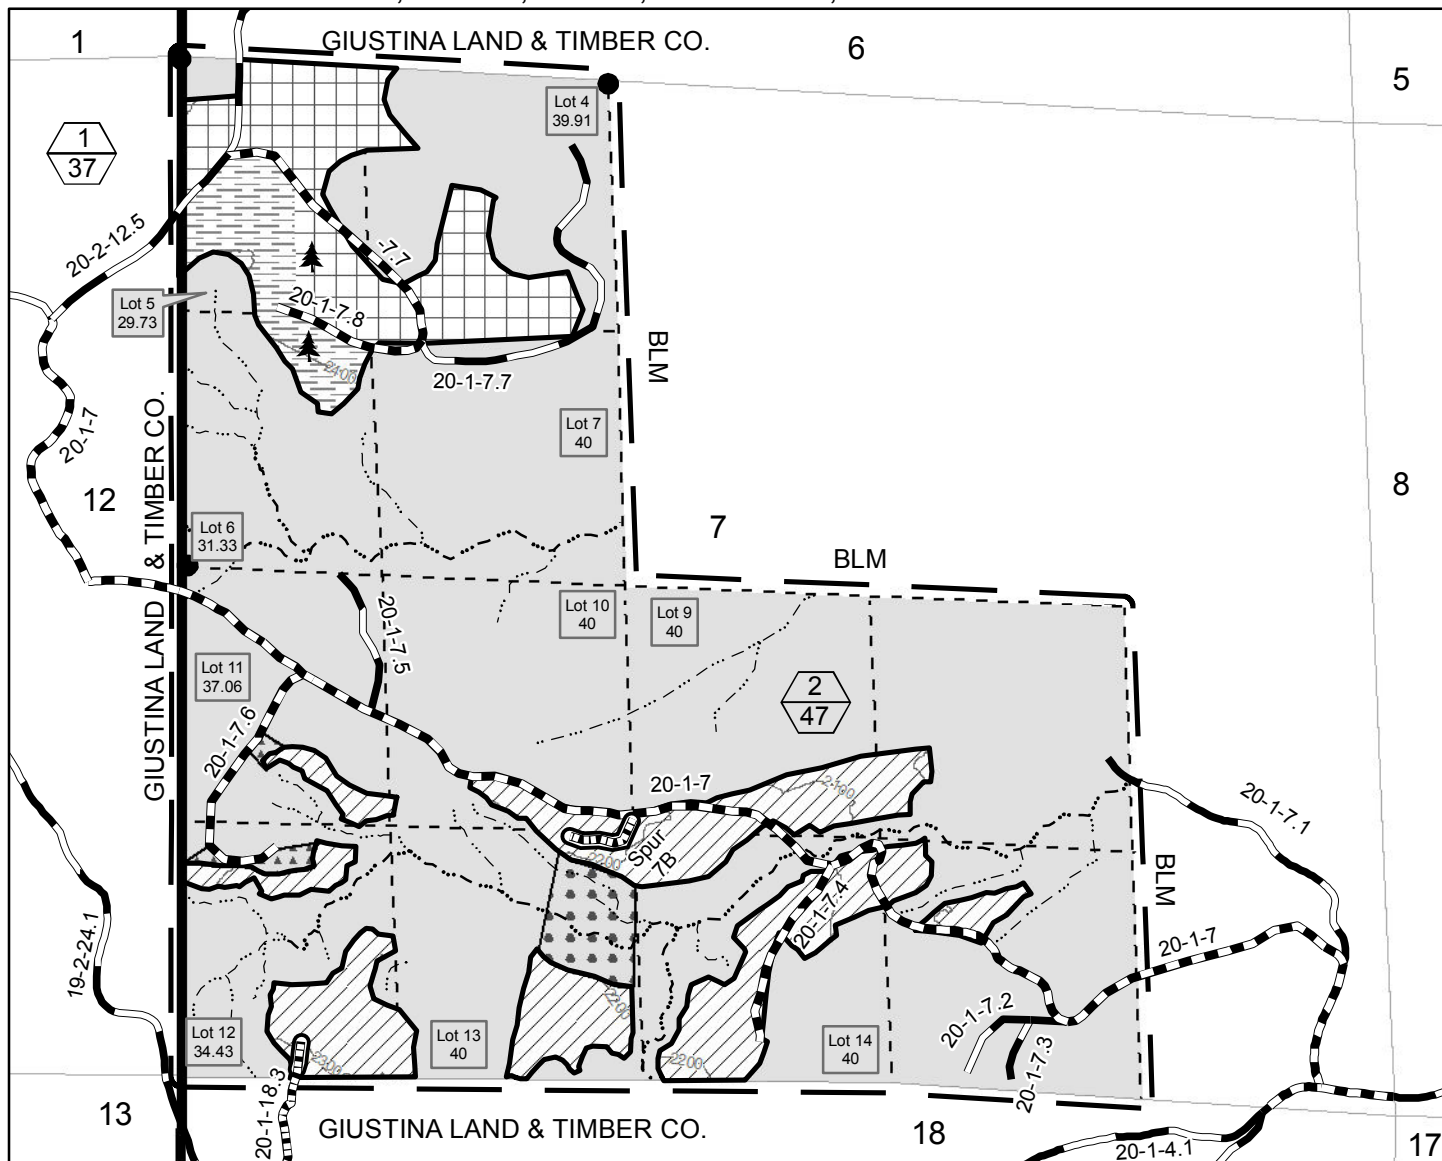 1
GIUSTINA LAND & TIMBER CO.
6
5
Lot 4
39.91
1
37
20-2-12.5
-7.7
Lot 5
29.73
20-1-7.8
2400
20-1-7.7
BLM
20-1-7
GIUSTINA LAND & TIMBER CO.
Lot 7
40
12
8
Lot 6
31.33
7
BLM
20-1-7.5
Lot 10
40
Lot 9
40
Lot 11
37.06
2
47
20-1-7.6
20-1-7
2100
20-1-7.1
Spur
7B
2200
BLM
20-1-7.4
19-2-24.1
20-1-7
2200
20-1-7.2
Lot 12
34.43
Lot 13
40
Lot 14
40
2300
2200
20-1-7.3
20-1-18.3
13
GIUSTINA LAND & TIMBER CO.
18
20-1-4.1
17